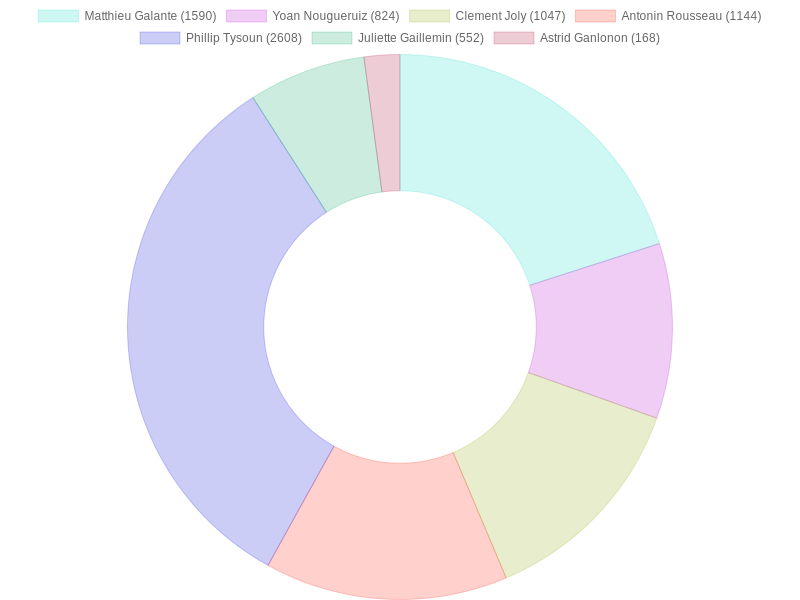 Matthieu Galante (1590) Yoan Nougueruiz (824) Clement Joly (1047) Antonin Rousseau (1144)
Phillip Tysoun (2608) Juliette Gaillemin (552) Astrid Ganlonon (168)